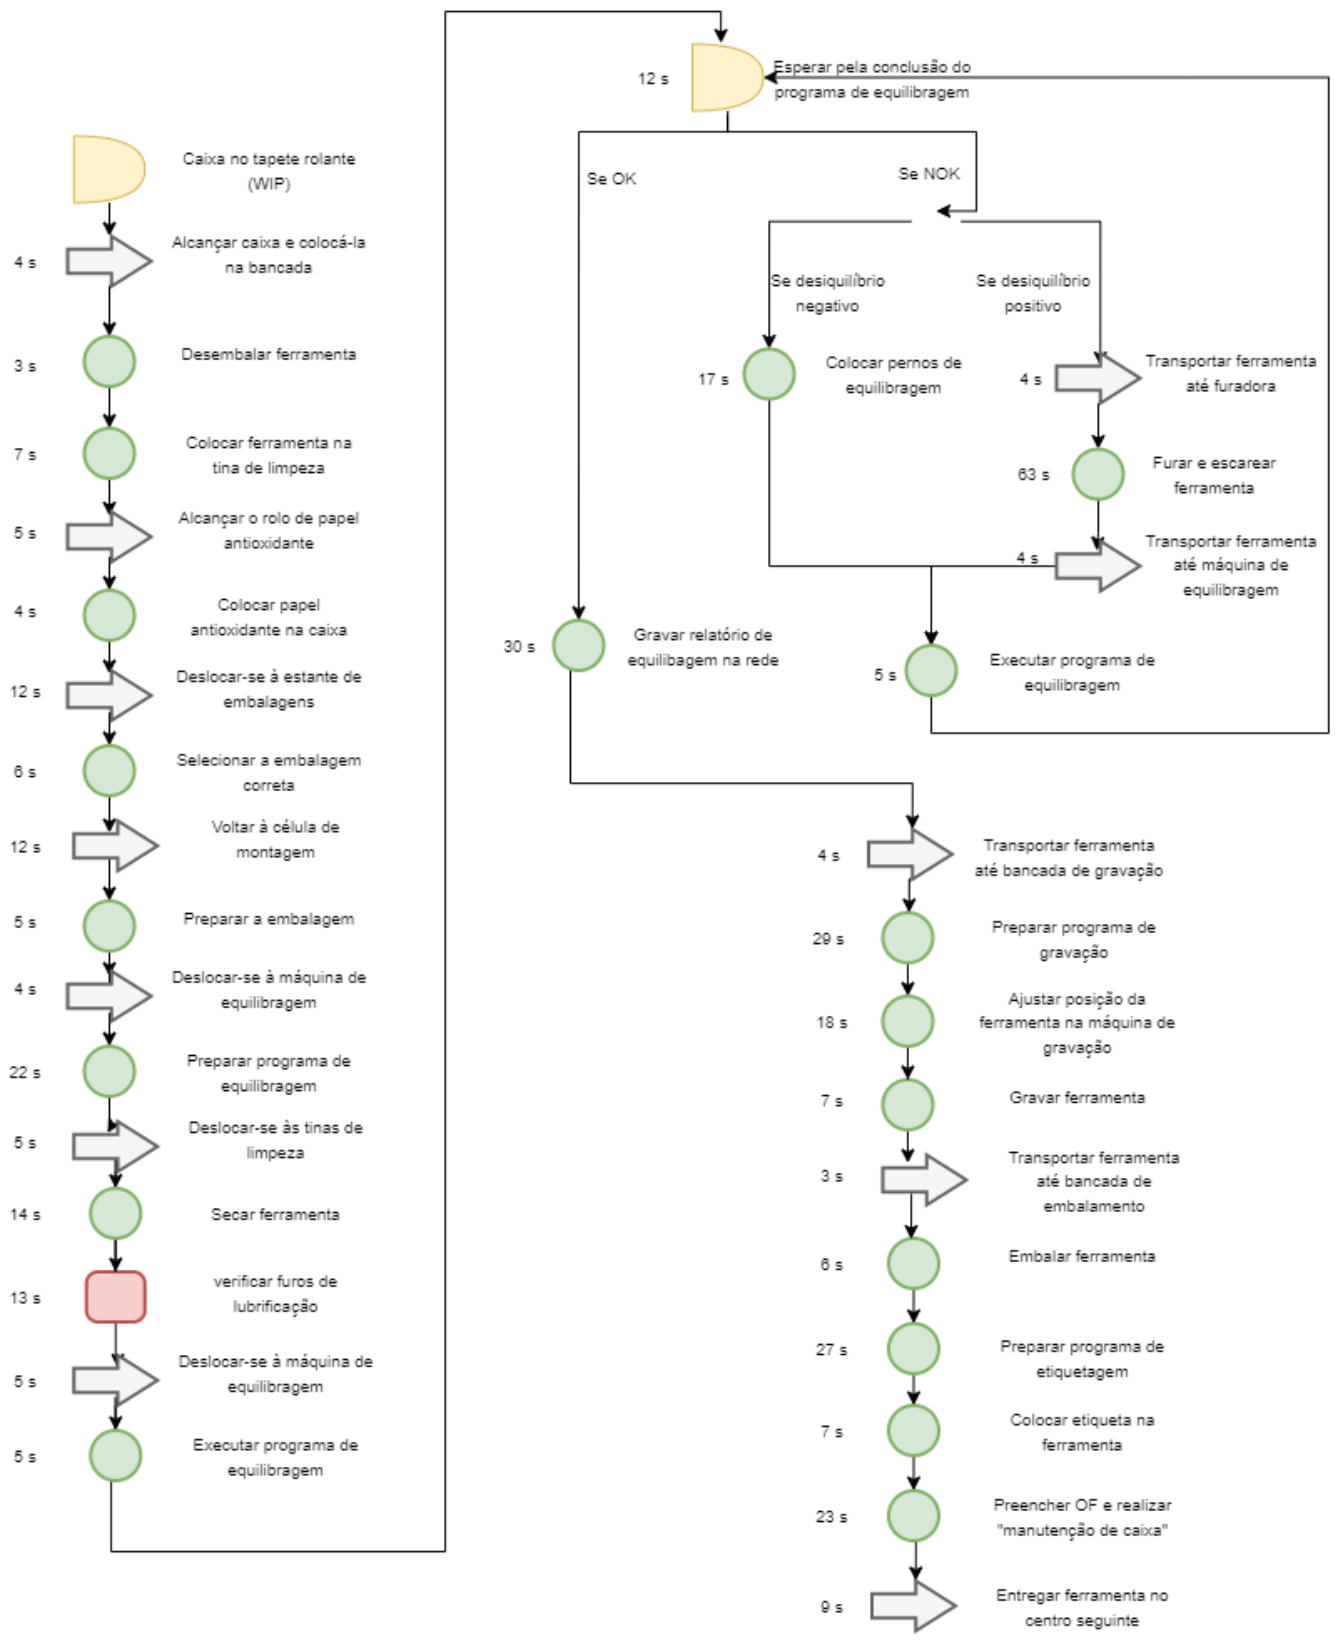 Caixa no tapete rolante
(WIP)
4 s
Alcançar caixa e colocá-la
na bancada
3 s
Desembalar ferramenta
7 s
Colocar ferramenta na
tina de limpeza
5 s
Alcançar o rolo de papel
antioxidante
4 s
Colocar papel
antioxidante na caixa
12 s
Deslocar-se à estante de
embalagens
6 s
Selecionar a embalagem
correta
12 s
Voltar à célula de
montagem
5 s
Preparar a embalagem
4 s
Deslocar-se à máquina de
equilibragem
22 s
Preparar programa de
equilibragem
5 s
Deslocar-se às tinas de
limpeza
14 s
Secar ferramenta
13 s
verificar furos de
lubrificação
5 s
Deslocar-se à máquina de
equilibragem
5 s
Executar programa de
equilibragem
12 s
Esperar pela conclusão do
programa de equilibragem
Se OK
Se NOK
Se desiquilíbrio
negativo
Se desiquilíbrio
positivo
17 s
Colocar pernos de
equilibragem
4 s
Transportar ferramenta
até furadora
63 s
Furar e escarear
ferramenta
4 s
Transportar ferramenta
até máquina de
equilibragem
30 s
Gravar relatório de
equilibagem na rede
5 s
Executar programa de
equilibragem
4 s
Transportar ferramenta
até bancada de gravação
29 s
Preparar programa de
gravação
18 s
Ajustar posição da
ferramenta na máquina de
gravação
7 s
Gravar ferramenta
3 s
Transportar ferramenta
até bancada de
embalamento
6 s
Embalar ferramenta
27 s
Preparar programa de
etiquetagem
7 s
Colocar etiqueta na
ferramenta
23 s
Preencher OF e realizar
"manutenção de caixa"
9 s
Entregar ferramenta no
centro seguinte